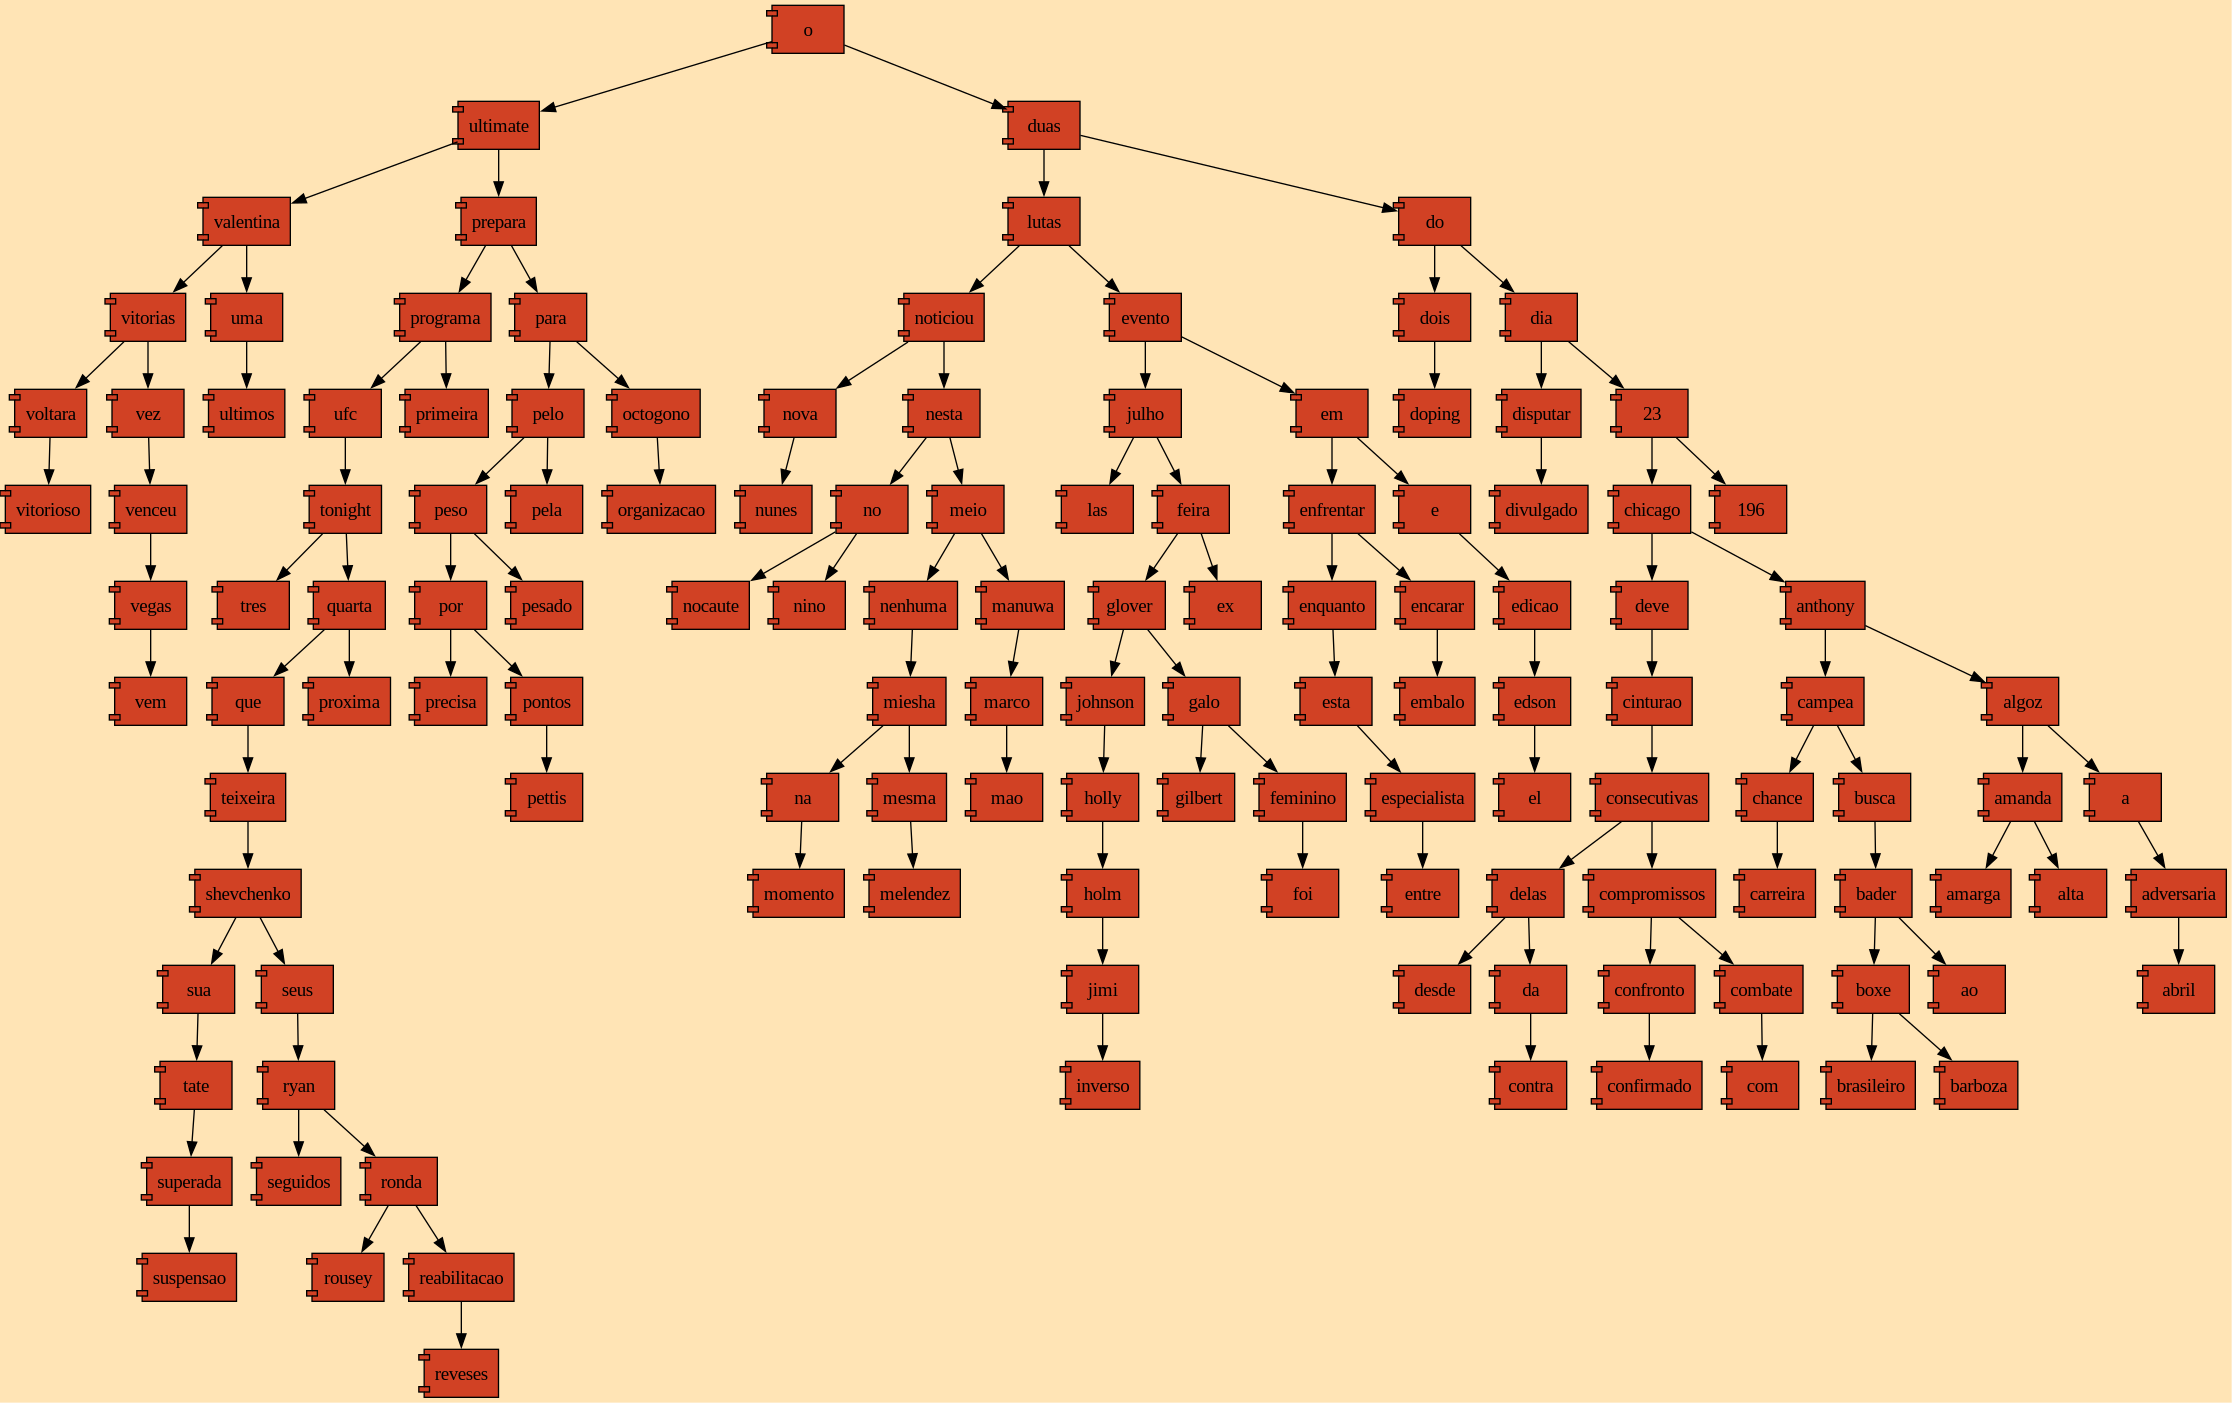 o
ultimate
duas
valentina
prepara
lutas
do
vitorias
uma
programa
para
noticiou
evento
dois
dia
voltara
vez
ultimos
ufc
primeira
pelo
octogono
nova
nesta
julho
em
doping
disputar
23
vitorioso
venceu
tonight
peso
pela
organizacao
nunes
no
meio
las
feira
enfrentar
e
divulgado
chicago
196
vegas
tres
quarta
por
pesado
nocaute
nino
nenhuma
manuwa
glover
ex
enquanto
encarar
edicao
deve
anthony
vem
que
proxima
precisa
pontos
miesha
marco
johnson
galo
esta
embalo
edson
cinturao
campea
algoz
teixeira
pettis
na
mesma
mao
holly
gilbert
feminino
especialista
el
consecutivas
chance
busca
amanda
a
shevchenko
momento
melendez
holm
foi
entre
delas
compromissos
carreira
bader
amarga
alta
adversaria
sua
seus
jimi
desde
da
confronto
combate
boxe
ao
abril
tate
ryan
inverso
contra
confirmado
com
brasileiro
barboza
superada
seguidos
ronda
suspensao
rousey
reabilitacao
reveses